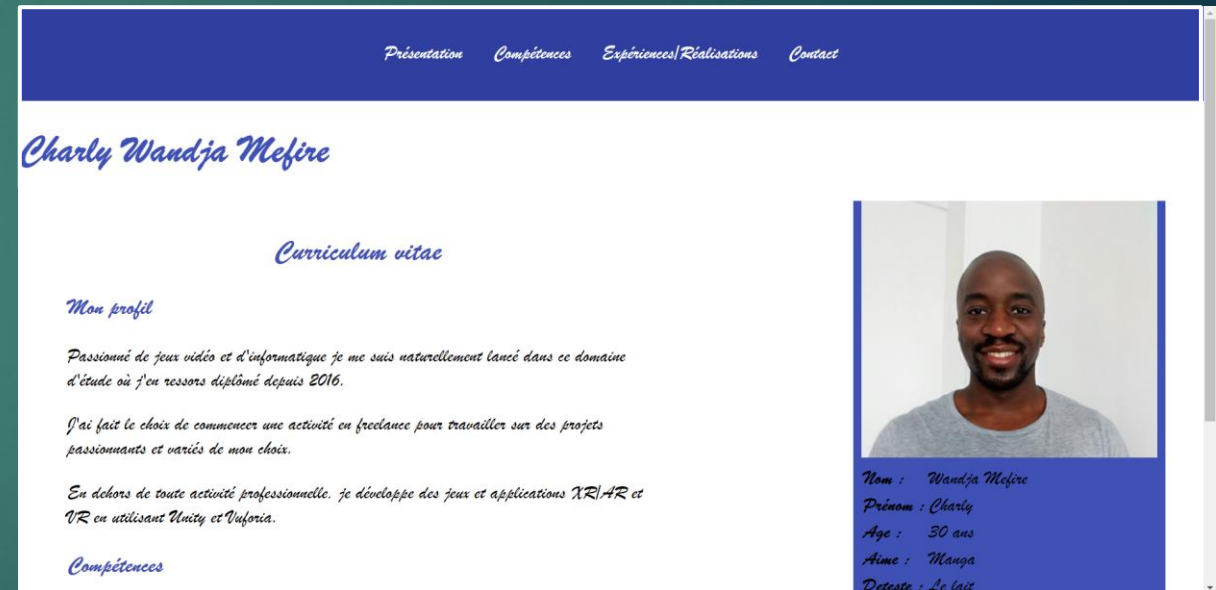 Présentation Compétences Expériences/Réalisations Contact
Charly Wandja Mefire
Curriculum vitae
Mon profil
Passionné de jeux vidéo et d'informatique je me suis naturellement lancé dans ce domaine
d'étude où j'en ressors diplômé depuis 2016.
J'ai fait le choix de commencer une activité en freelance pour travailler sur des projets
passionnants et variés de mon choix.
En dehors de toute activité professionnelle, je développe des jeux et applications XR/AR et
VR en utilisant Unity et Vuforia.
Compétences
Nom : Wandja Mefire
Prénom : Charly
Age : 30 ans
Aime : Manga
Deteste : Le lait